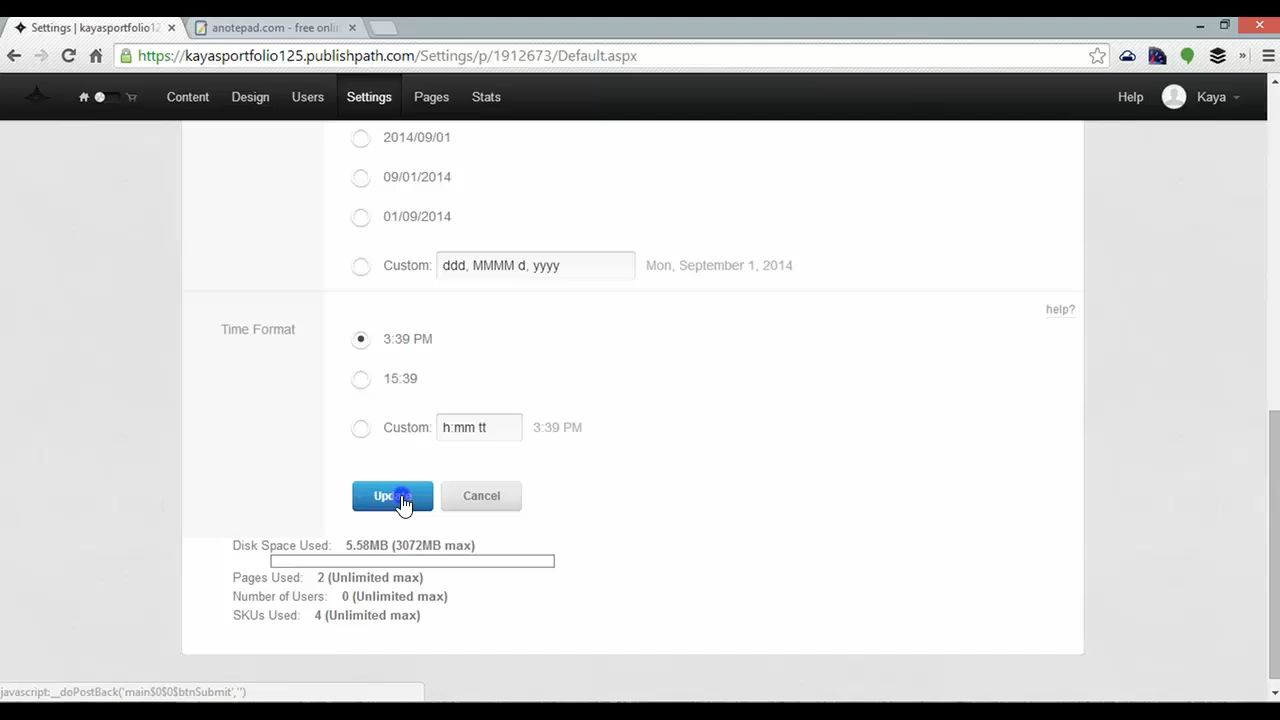 Settings | kayasportfolio12
anotepad.com - free onli
https://kayasportfolio125.publishpath.com/Settings/p/1912673/Default.aspx
Content Design Users Settings Pages Stats Help Kaya
2014/09/01
09/01/2014
01/09/2014
Custom: ddd, MMMM d, yyyy Mon, September 1, 2014
help?
Time Format
3:39 PM
15:39
Custom: h:mm tt 3:39 PM
Cancel
Disk Space Used: 5.58MB (3072MB max)
Pages Used: 2 (Unlimited max)
Number of Users: 0 (Unlimited max)
SKUs Used: 4 (Unlimited max)
javascript:__doPostBack('main$0$0$btnSubmit','')